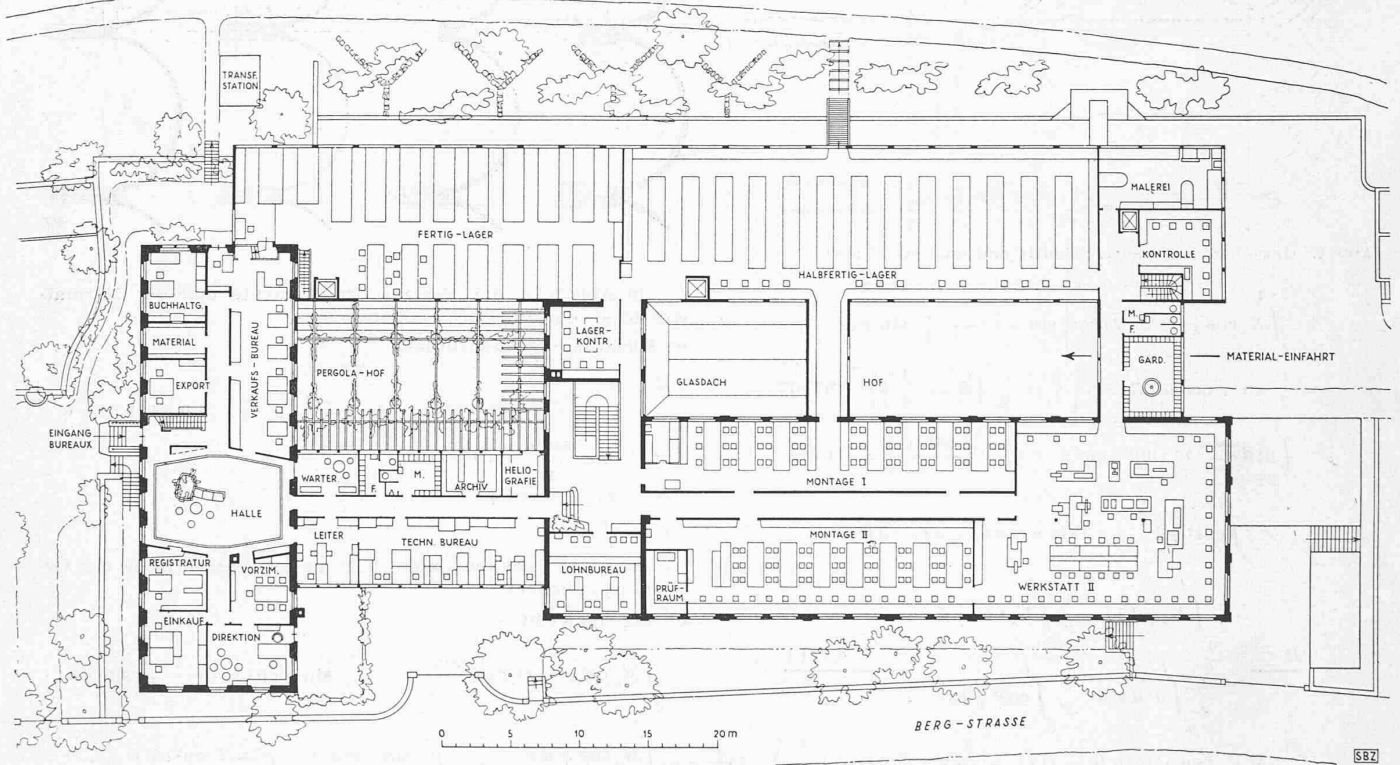 TRANSF.
STATION
FERTIG-LAGER
HALBFERTIG-LAGER
MALEREI
KONTROLLE
BUCHHALTG.
MATERIAL
EXPORT
VERKAUFS-BUREAU
PERGOLA-HOF
LAGER-
KONTR.
GLASDACH
HOF
M.
F.
GARD.
MATERIAL-EINFAHRT
EINGANG
BUREAUX
HALLE
WARTEZ.
F.
M.
ARCHIV
HELIO-
GRAFIE
MONTAGE I
LEITER
TECHN. BUREAU
MONTAGE II
REGISTRATUR
VORZIM.
LOHNBUREAU
PRÜF-
RAUM
WERKSTATT II
EINKAUF
DIREKTION
BERG-STRASSE
0 5 10 15 20 m
SBZ